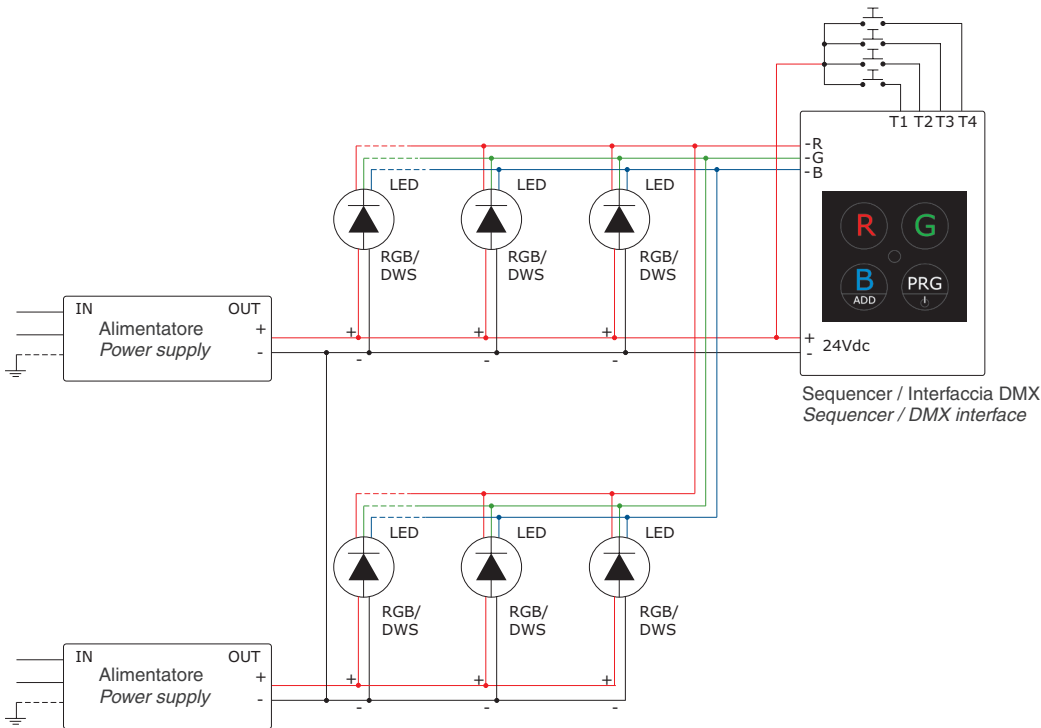 T1 T2 T3 T4
-R
-G
-B
LED LED LED
R G
RGB/
DWS
RGB/
DWS
RGB/
DWS
B
ADD
PRG
IN OUT
Alimentatore
Power supply
+
-
+ + +
- - -
+
-
24Vdc
Sequencer / Interfaccia DMX
Sequencer / DMX interface
LED LED LED
RGB/
DWS
RGB/
DWS
RGB/
DWS
IN OUT
Alimentatore
Power supply
+
-
+ + +
- - -